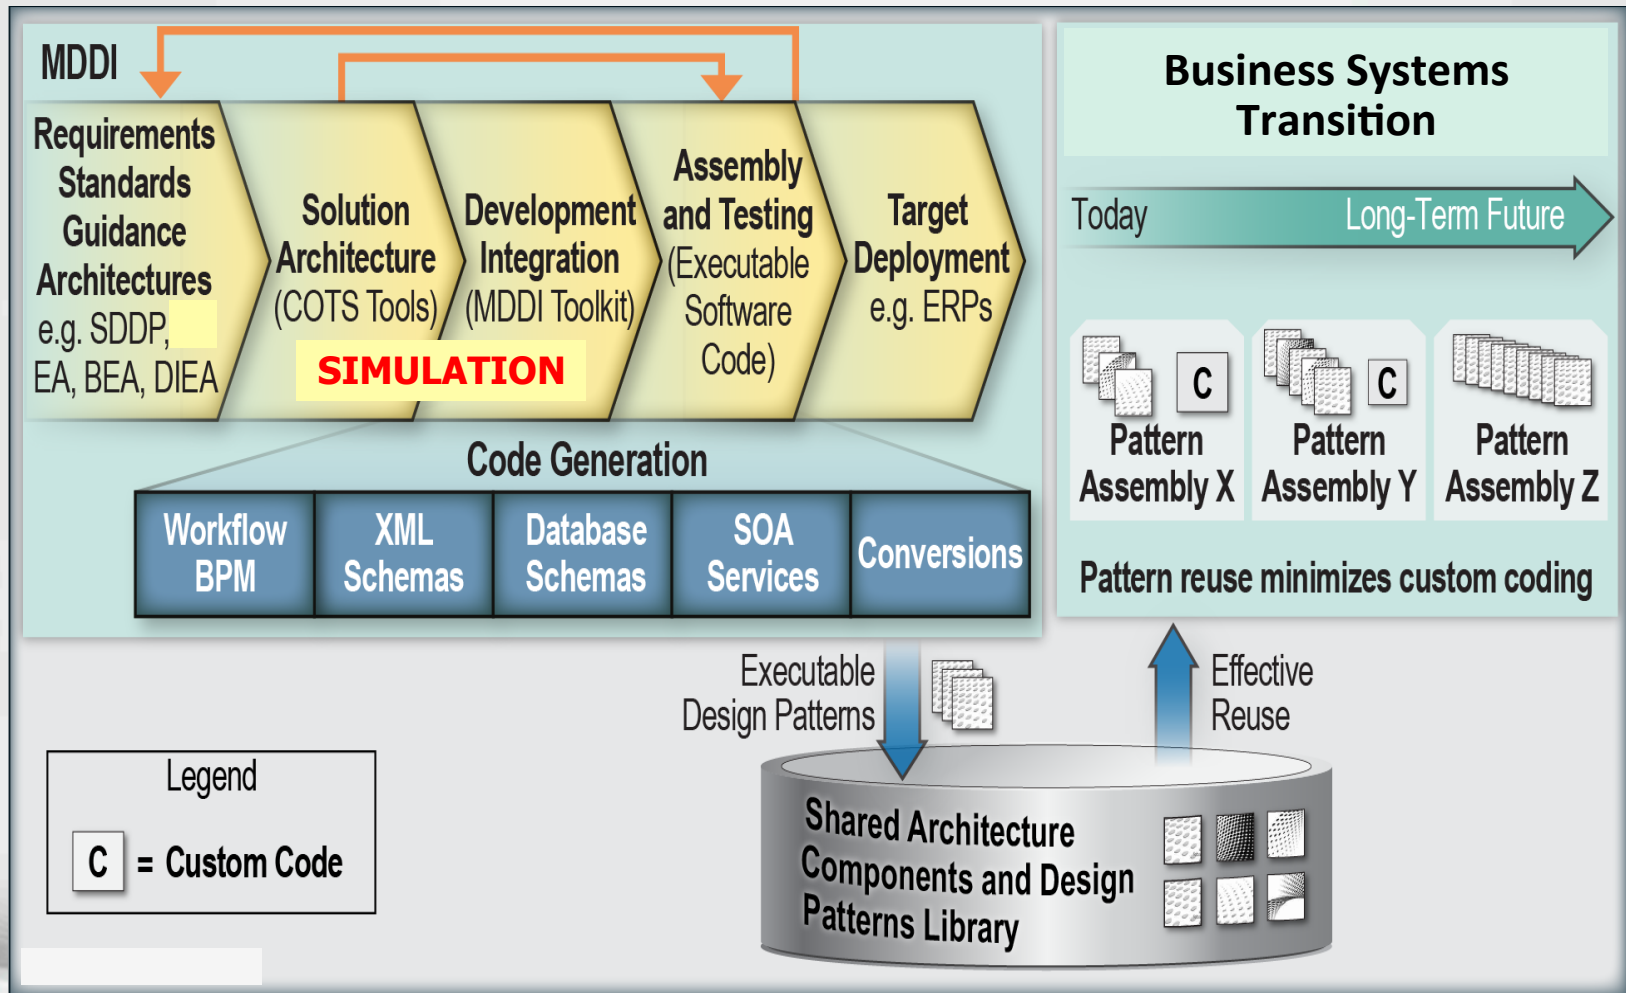 MDDI
Requirements
Standards
Guidance
Architectures
e.g. SDDP,
EA, BEA, DIEA
Solution
Architecture
(COTS Tools)
Development
Integration
(MDDI Toolkit)
SIMULATION
Assembly
and Testing
(Executable
Software
Code)
Target
Deployment
e.g. ERPs
Code Generation
Workflow
BPM
XML
Schemas
Database
Schemas
SOA
Services
Conversions
Business Systems
Transition
Today
Long-Term Future
C
Pattern
Assembly X
C
Pattern
Assembly Y
Pattern
Assembly Z
Pattern reuse minimizes custom coding
Executable
Design Patterns
Effective
Reuse
Shared Architecture
Components and Design
Patterns Library
Legend
C = Custom Code